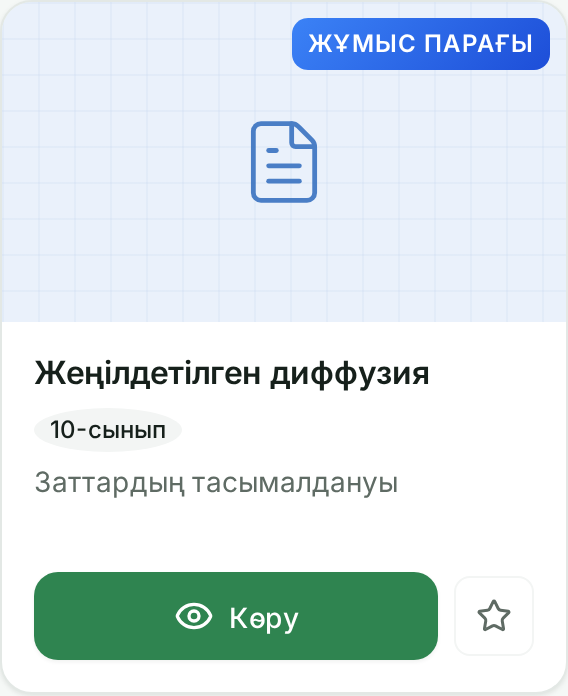 ЖҰМЫС ПАРАҒЫ
Жеңілдетілген диффузия
10-сынып
Заттардың тасымалдануы
Көру